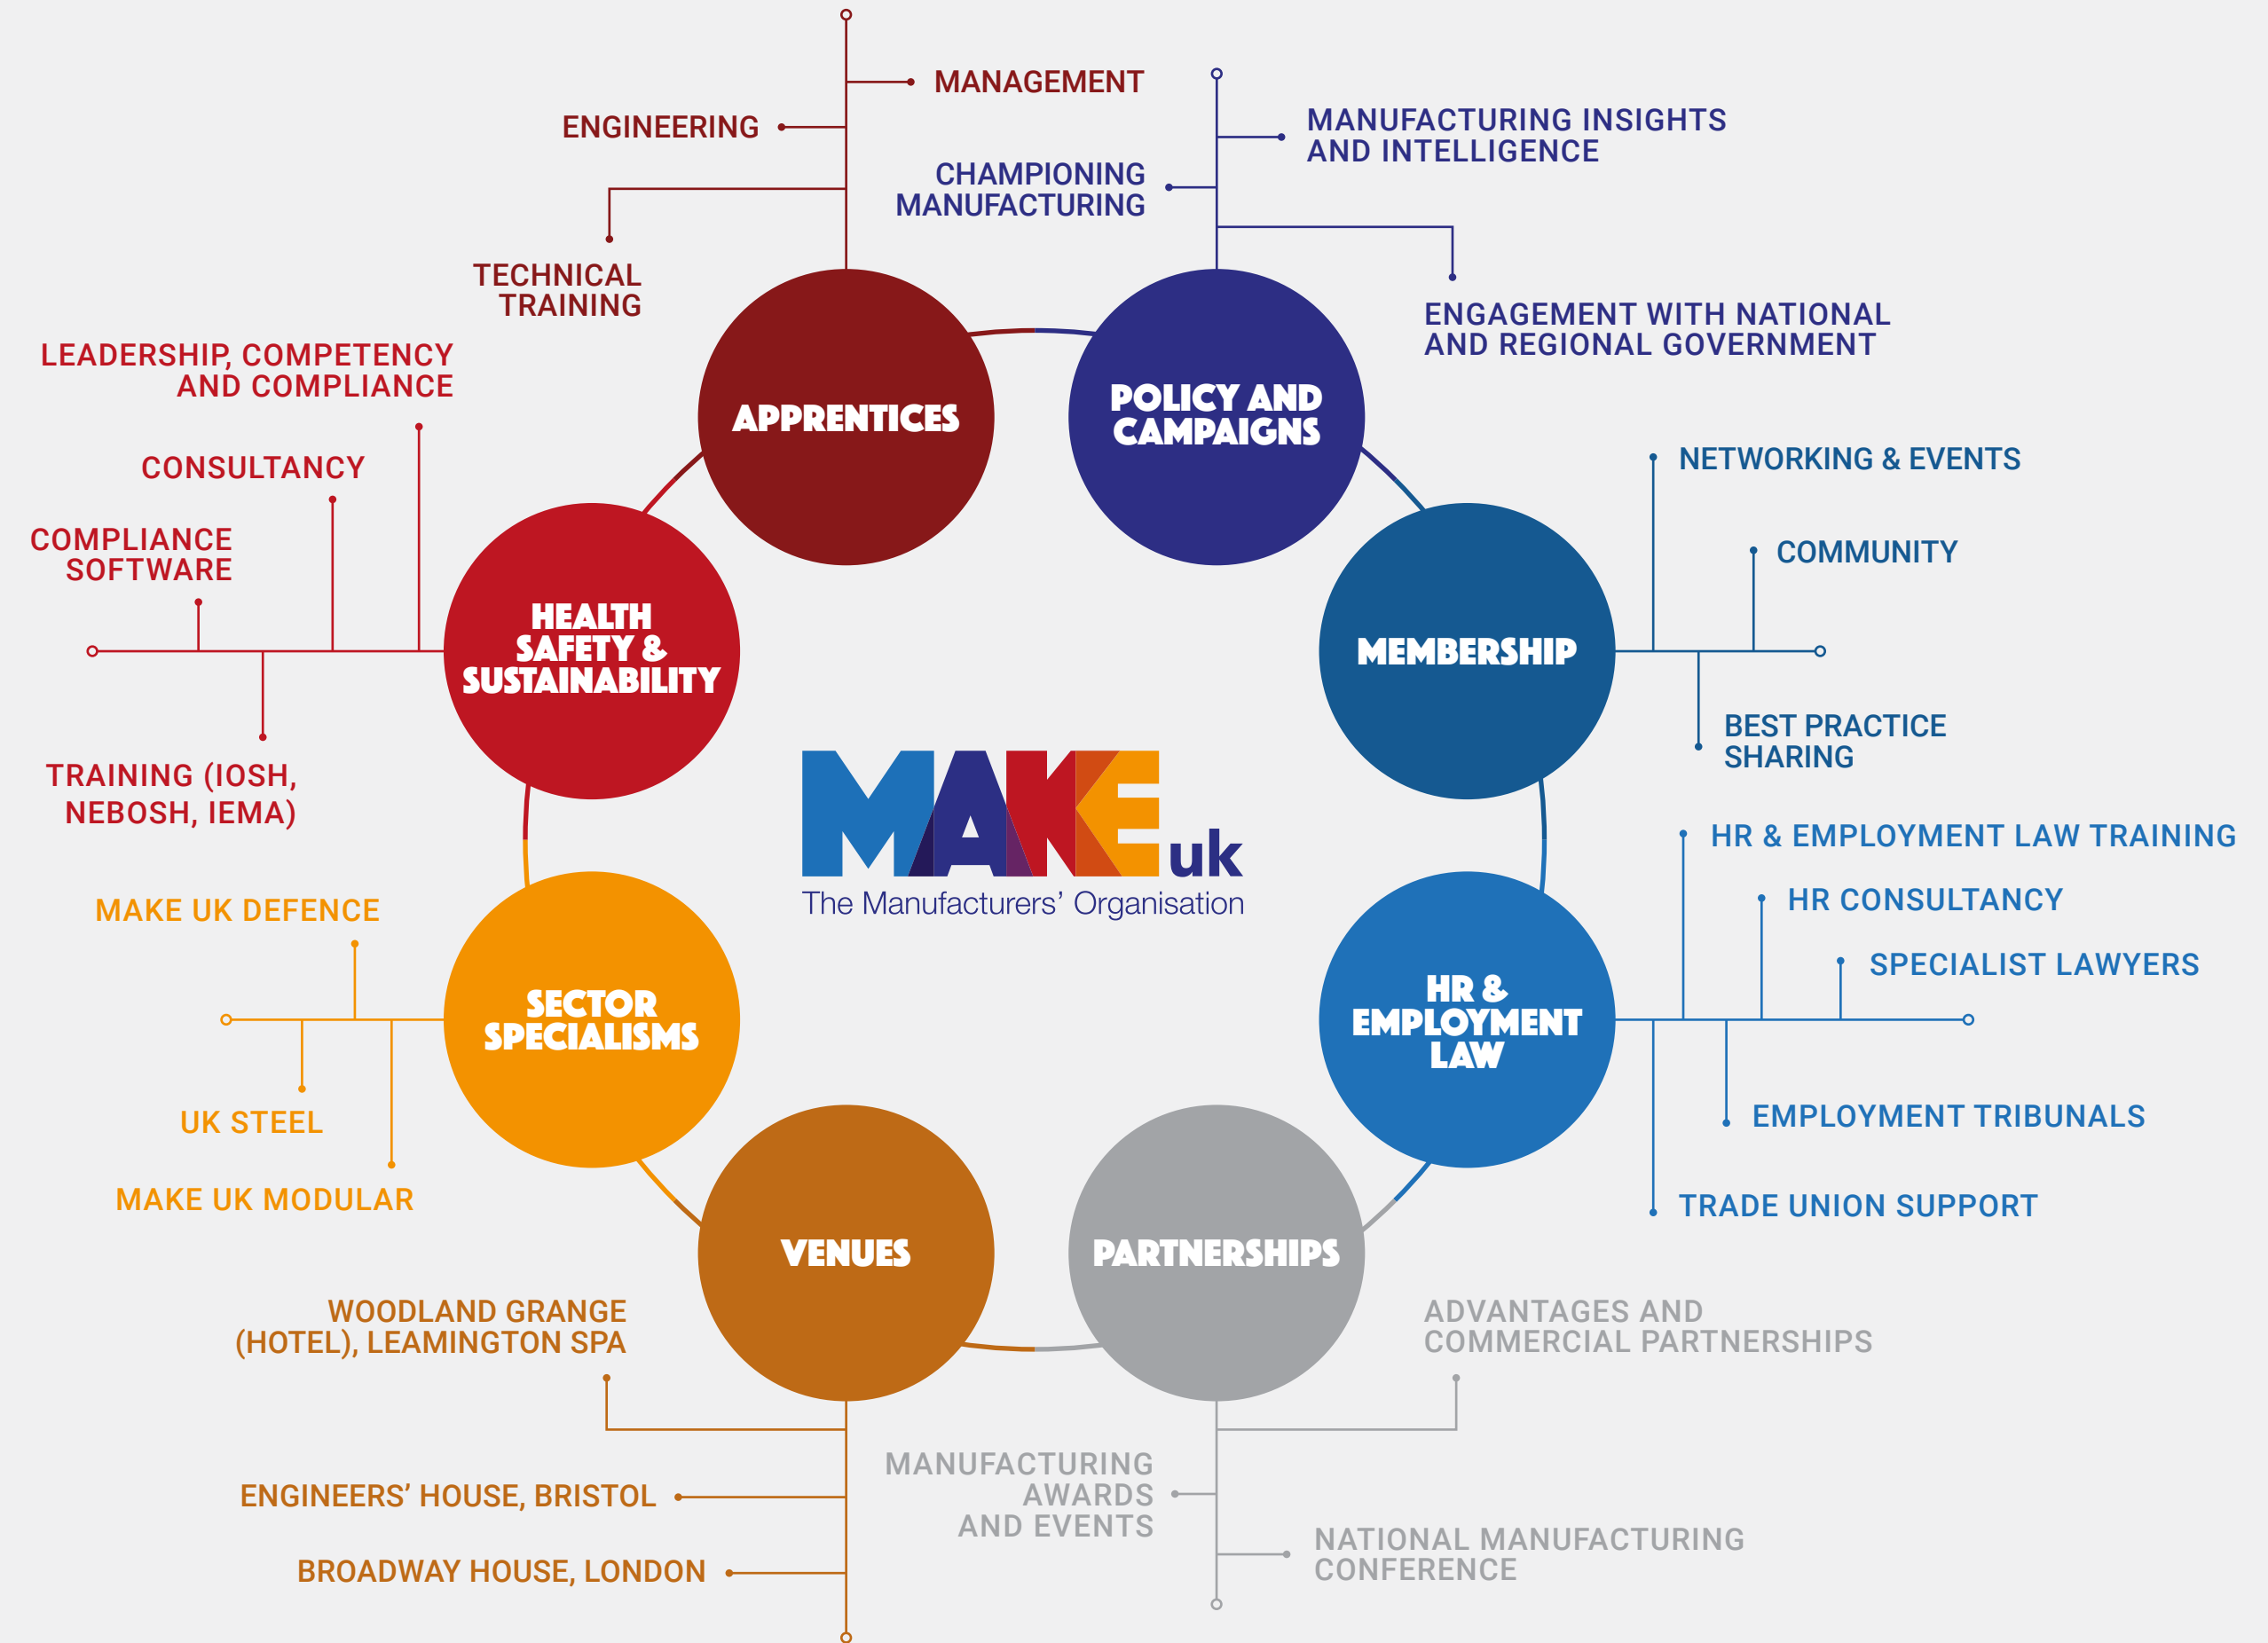 MANAGEMENT
ENGINEERING
TECHNICAL
TRAINING
APPRENTICES
MANUFACTURING INSIGHTS
AND INTELLIGENCE
CHAMPIONING
MANUFACTURING
ENGAGEMENT WITH NATIONAL
AND REGIONAL GOVERNMENT
POLICY AND
CAMPAIGNS
NETWORKING & EVENTS
COMMUNITY
BEST PRACTICE
SHARING
MEMBERSHIP
HR & EMPLOYMENT LAW TRAINING
HR CONSULTANCY
SPECIALIST LAWYERS
EMPLOYMENT TRIBUNALS
TRADE UNION SUPPORT
HR &
EMPLOYMENT
LAW
PARTNERSHIPS
ADVANTAGES AND
COMMERCIAL PARTNERSHIPS
MANUFACTURING
AWARDS
AND EVENTS
NATIONAL MANUFACTURING
CONFERENCE
VENUES
WOODLAND GRANGE
(HOTEL), LEAMINGTON SPA
ENGINEERS’ HOUSE, BRISTOL
BROADWAY HOUSE, LONDON
SECTOR
SPECIALISMS
MAKE UK DEFENCE
UK STEEL
MAKE UK MODULAR
HEALTH
SAFETY &
SUSTAINABILITY
LEADERSHIP, COMPETENCY
AND COMPLIANCE
CONSULTANCY
COMPLIANCE
SOFTWARE
TRAINING (IOSH,
NEBOSH, IEMA)
MAKE uk
The Manufacturers’ Organisation